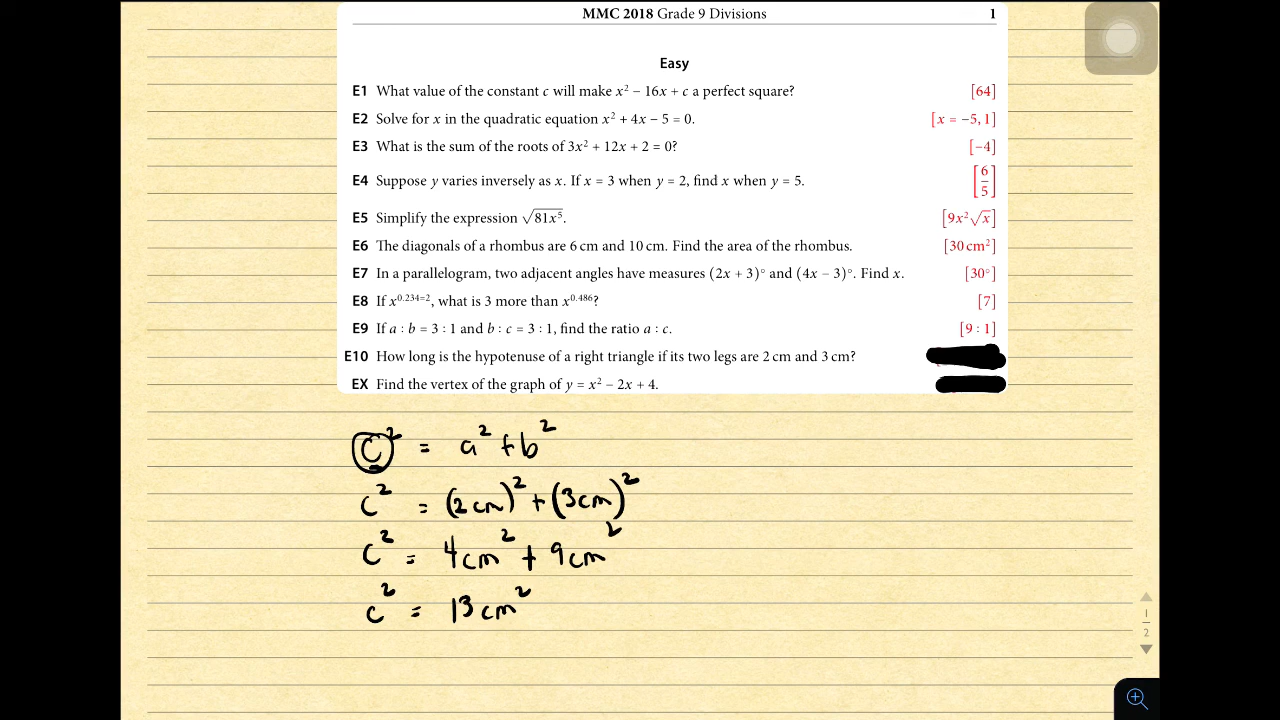 MMC 2018 Grade 9 Divisions 1
Easy
E1 What value of the constant c will make x² − 16x + c a perfect square? [64]
E2 Solve for x in the quadratic equation x² + 4x − 5 = 0. [x = −5, 1]
E3 What is the sum of the roots of 3x² + 12x + 2 = 0? [−4]
E4 Suppose y varies inversely as x. If x = 3 when y = 2, find x when y = 5. [6/5]
E5 Simplify the expression √81x⁵. [9x²√x]
E6 The diagonals of a rhombus are 6 cm and 10 cm. Find the area of the rhombus. [30 cm²]
E7 In a parallelogram, two adjacent angles have measures (2x + 3)° and (4x − 3)°. Find x. [30°]
E8 If x^0.234=2, what is 3 more than x^0.486? [7]
E9 If a : b = 3 : 1 and b : c = 3 : 1, find the ratio a : c. [9 : 1]
E10 How long is the hypotenuse of a right triangle if its two legs are 2 cm and 3 cm?
EX Find the vertex of the graph of y = x² − 2x + 4.
c² = a² + b²
c² = (2cm)² + (3cm)²
c² = 4cm² + 9cm²
c² = 13cm²
1
2